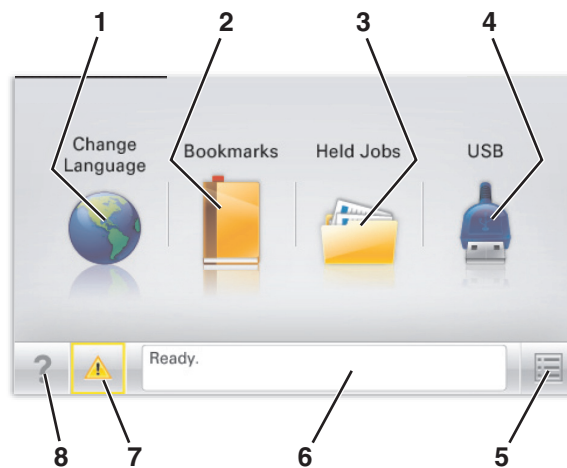 1 2 3 4
Change
Language
Bookmarks
Held Jobs
USB
?
Ready.
8 7 6 5